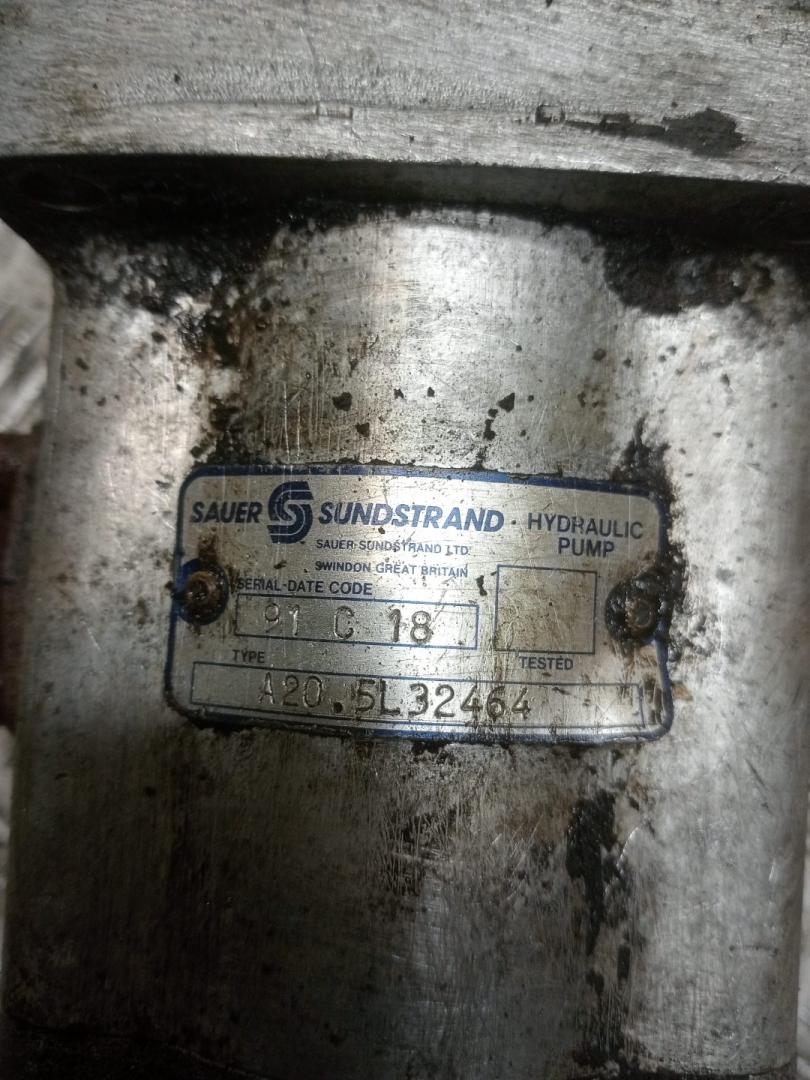 SAUER SUNDSTRAND HYDRAULIC PUMP
SAUER-SUNDSTRAND LTD
SWINDON GREAT BRITAIN
SERIAL-DATE CODE
91 C 18
TYPE
TESTED
A20.5L32464